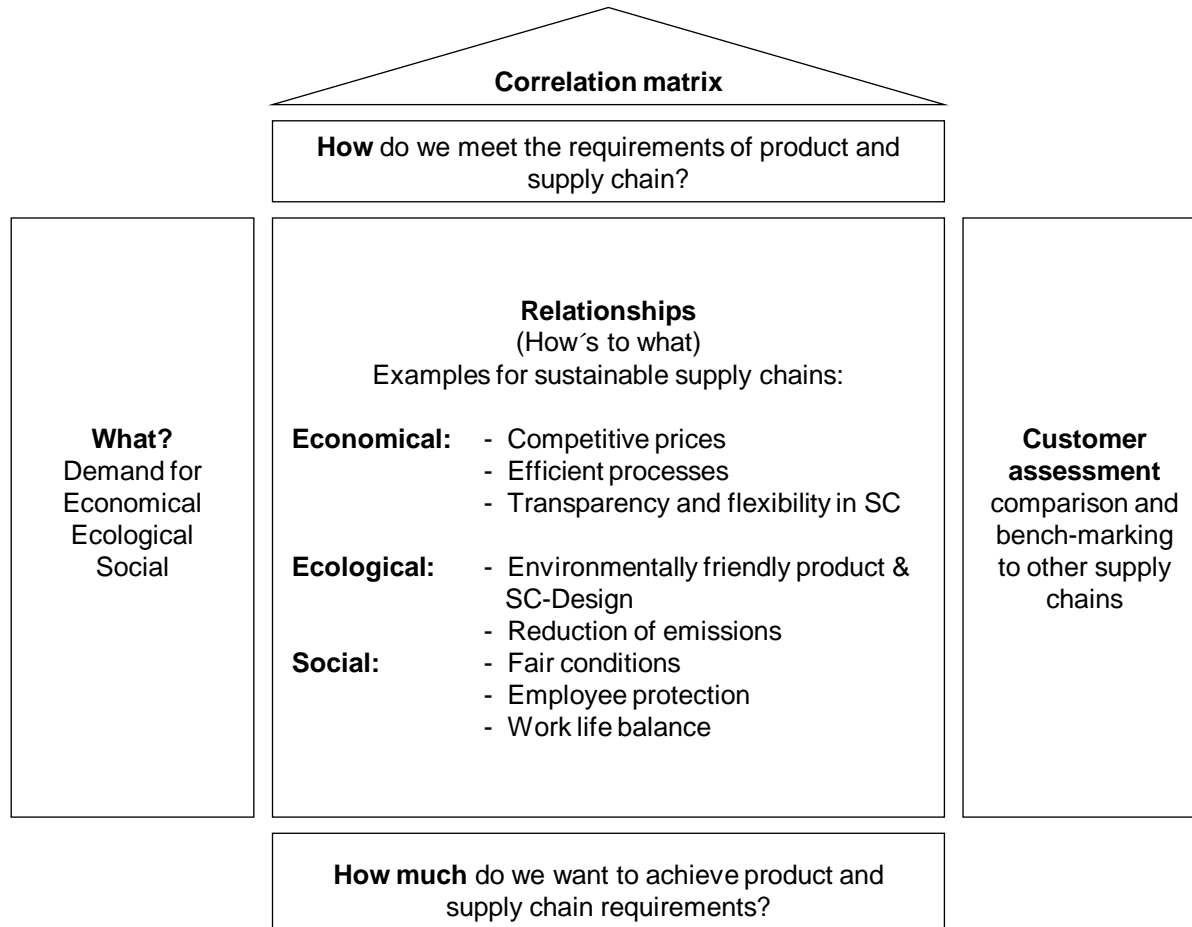 Correlation matrix
How do we meet the requirements of product and
supply chain?
What?
Demand for
Economical
Ecological
Social
Relationships
(How´s to what)
Examples for sustainable supply chains:
Economical: - Competitive prices
- Efficient processes
- Transparency and flexibility in SC
Ecological: - Environmentally friendly product &
SC-Design
- Reduction of emissions
Social: - Fair conditions
- Employee protection
- Work life balance
Customer
assessment
comparison and
bench-marking
to other supply
chains
How much do we want to achieve product and
supply chain requirements?